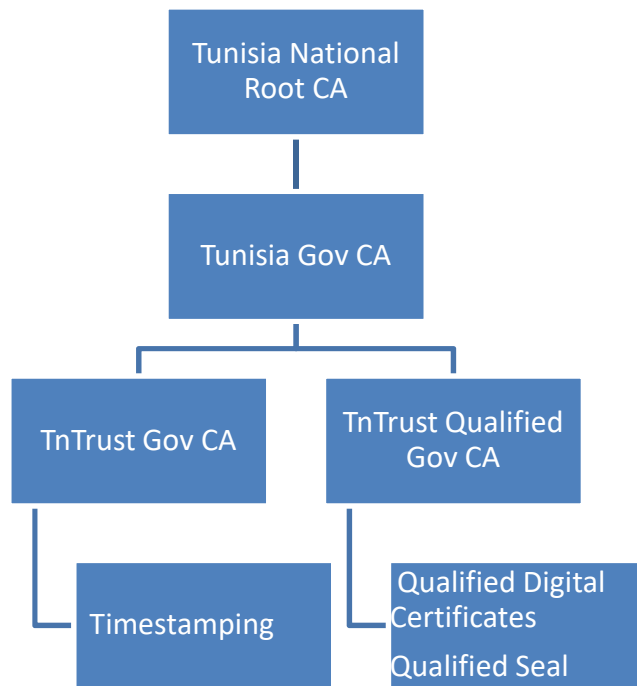 Tunisia National
Root CA
Tunisia Gov CA
TnTrust Gov CA
TnTrust Qualified
Gov CA
Timestamping
Qualified Digital
Certificates
Qualified Seal